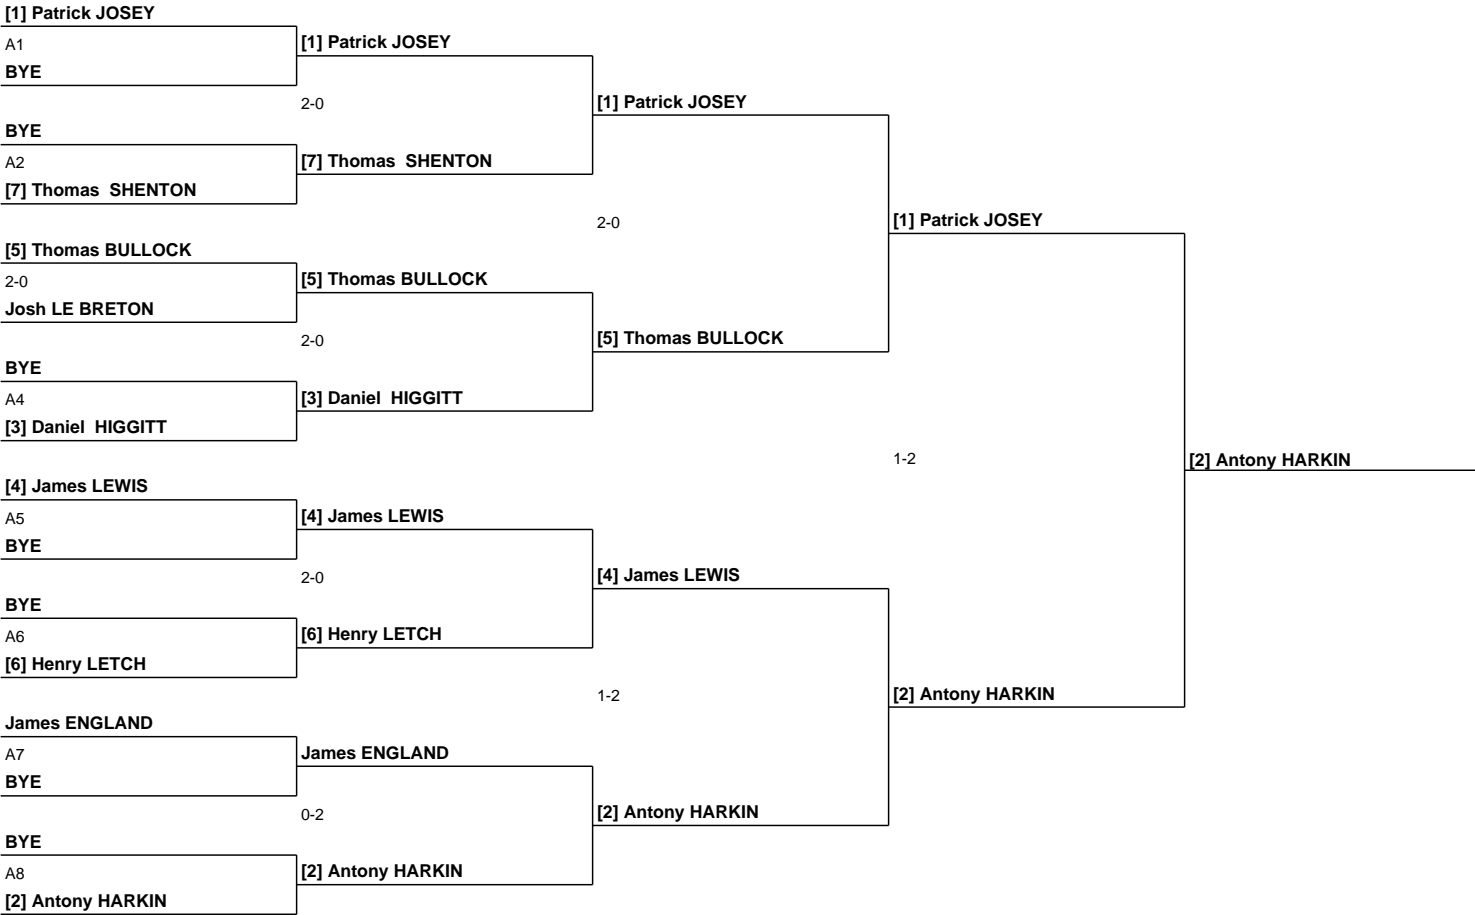 [1] Patrick JOSEY
A1
BYE
BYE
A2
[7] Thomas  SHENTON
[5] Thomas BULLOCK
2-0
Josh LE BRETON
BYE
A4
[3] Daniel  HIGGITT
[4] James LEWIS
A5
BYE
BYE
A6
[6] Henry LETCH
James ENGLAND
A7
BYE
BYE
A8
[2] Antony HARKIN
[1] Patrick JOSEY
2-0
[7] Thomas  SHENTON
[5] Thomas BULLOCK
2-0
[3] Daniel  HIGGITT
[4] James LEWIS
2-0
[6] Henry LETCH
James ENGLAND
0-2
[2] Antony HARKIN
[1] Patrick JOSEY
2-0
[5] Thomas BULLOCK
[4] James LEWIS
1-2
[2] Antony HARKIN
[1] Patrick JOSEY
1-2
[2] Antony HARKIN
[2] Antony HARKIN